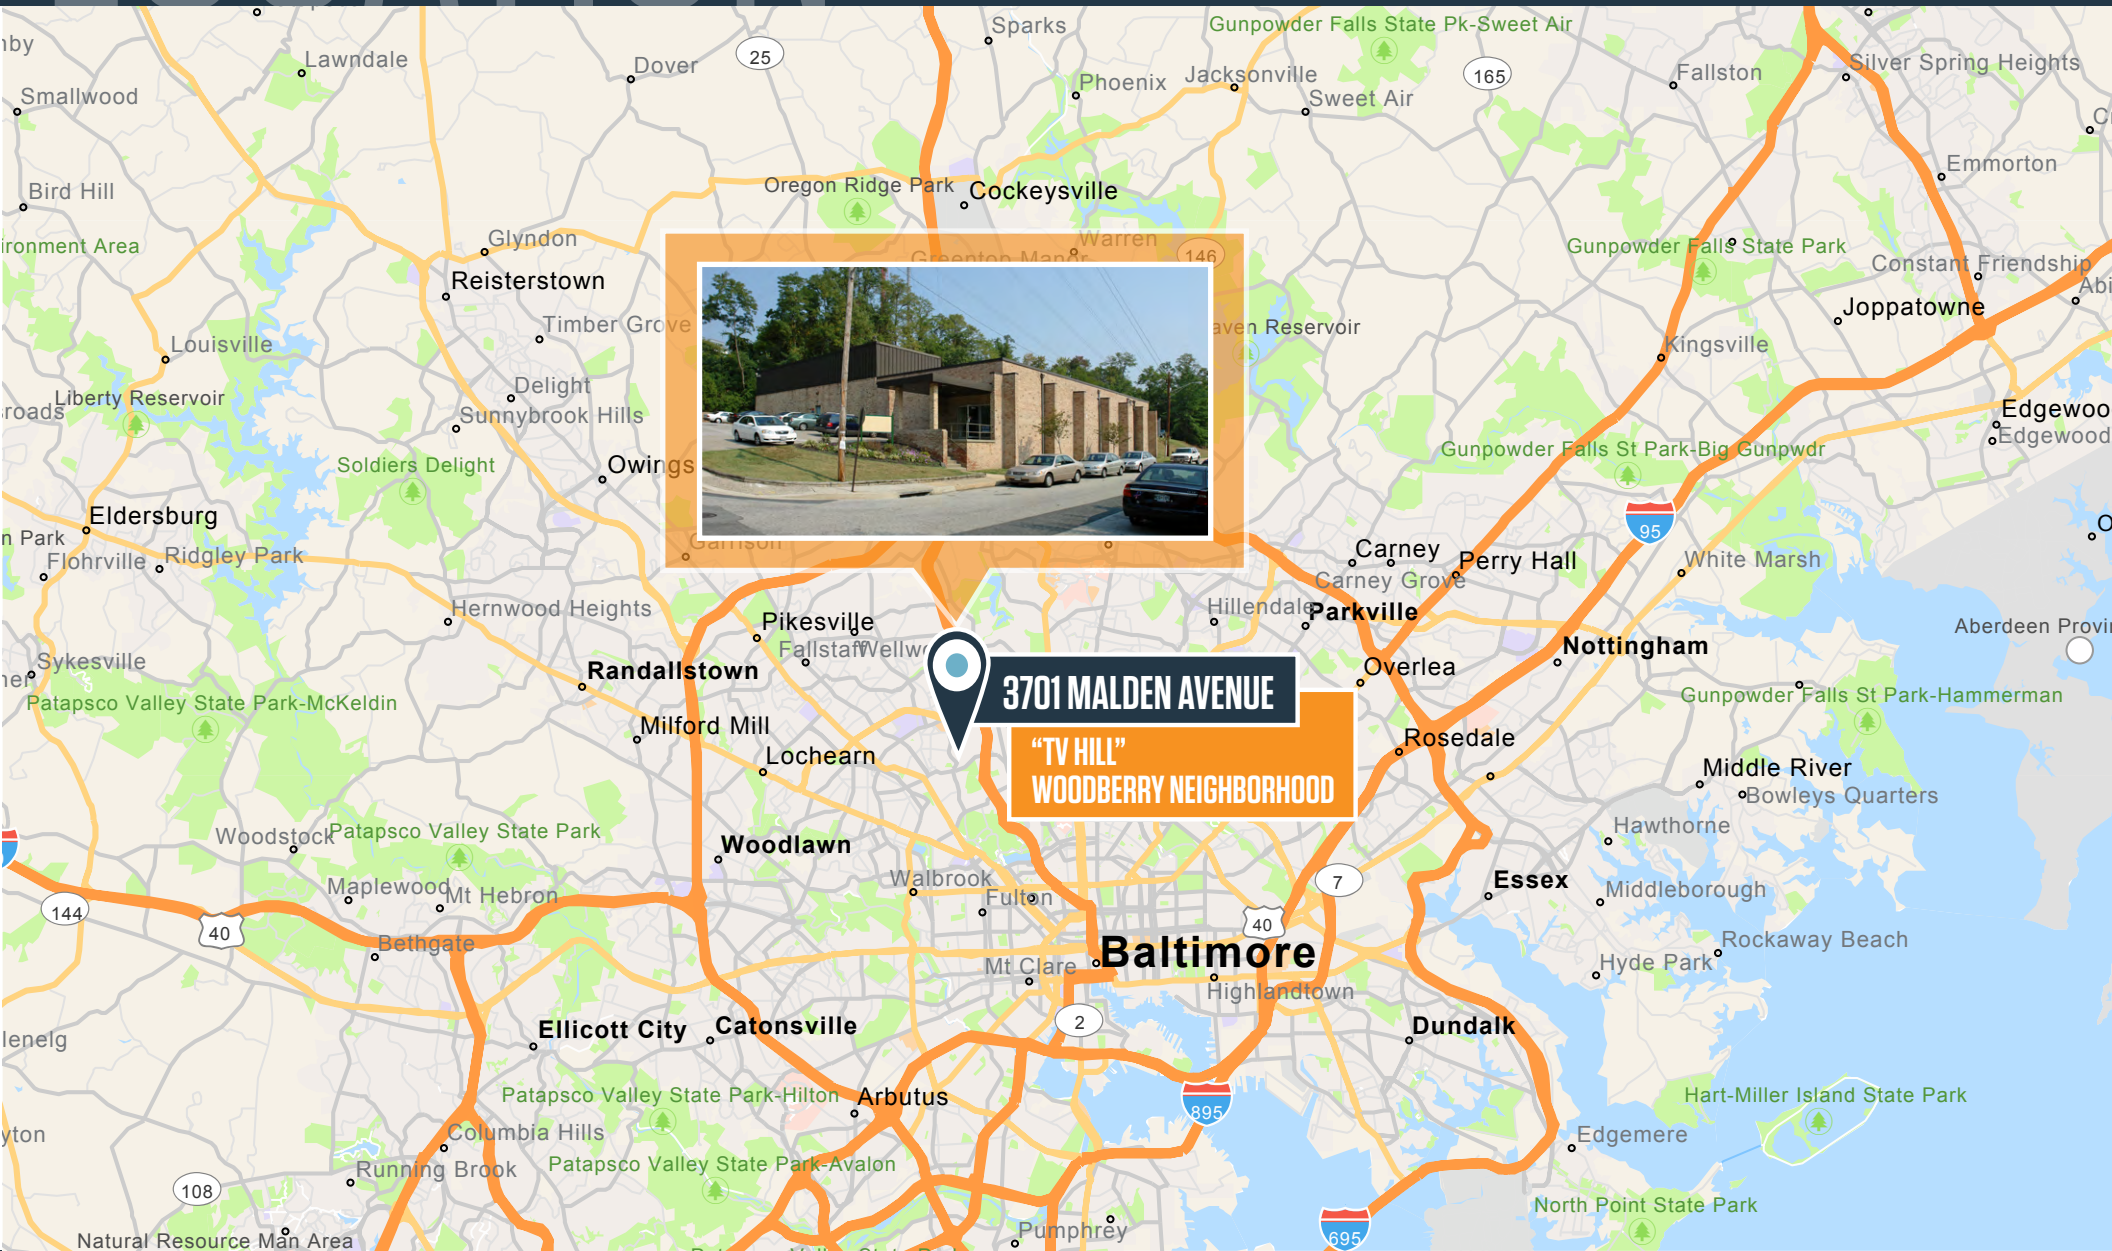 Sparks
Gunpowder Falls State Pk-Sweet Air
Lawndale
Dover
25
Phoenix
Jacksonville
165
Fallston
Silver Spring Heights
Smallwood
Sweet Air
Emmorton
Bird Hill
Oregon Ridge Park
Cockeysville
Glyndon
Warren
146
Gunpowder Falls State Park
Constant Friendship
Reisterstown
Greentop Manor
Joppatowne
Timber Grove
Louisville
Kingsville
Reservoir
Delight
Liberty Reservoir
Sunnybrook Hills
Soldiers Delight
Owings
Gunpowder Falls St Park-Big Gunpwdr
Edgewood
Eldersburg
95
Park
Flohrville
Ridgley Park
Garrison
Carney
Perry Hall
White Marsh
Carney Grove
Hernwood Heights
Hillendale
Parkville
Pikesville
Fallstaff
Nottingham
Sykesville
Randallstown
Overlea
3701 MALDEN AVENUE
Patapsco Valley State Park-McKeldin
Gunpowder Falls St Park-Hammerman
Milford Mill
Lochearn
"TV HILL"
WOODBERRY NEIGHBORHOOD
Rosedale
Middle River
Bowleys Quarters
Woodstock
Patapsco Valley State Park
Woodlawn
Hawthorne
Walbrook
Fulton
7
Essex
Maplewood
Mt Hebron
Middleborough
144
40
40
Bethgate
Baltimore
Rockaway Beach
Mt Clare
Hyde Park
Highlandtown
Ellicott City
Catonsville
2
Dundalk
Patapsco Valley State Park-Hilton
Arbutus
895
Hart-Miller Island State Park
Columbia Hills
Edgemere
Running Brook
Patapsco Valley State Park-Avalon
108
North Point State Park
Natural Resource Man Area
Pumphrey
695